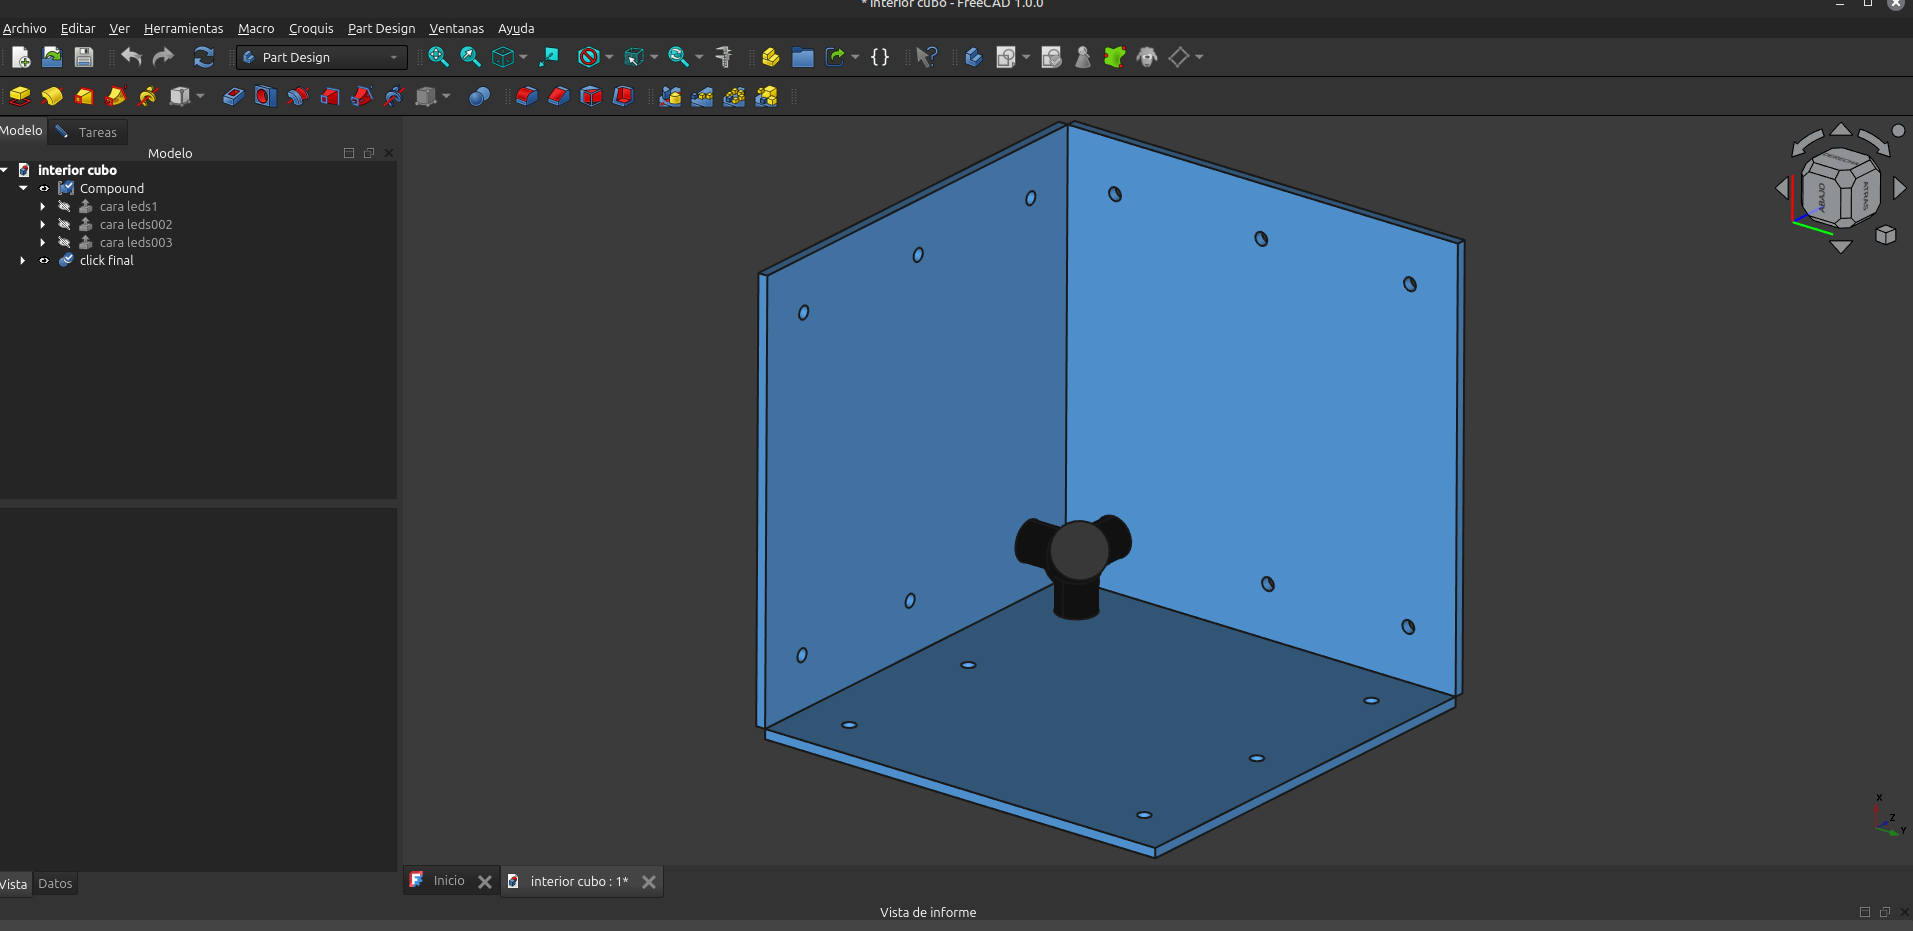 * interior cubo - FreeCAD 1.0.0
Archivo Editar Ver Herramientas Macro Croquis Part Design Ventanas Ayuda
Part Design
Modelo Tareas
Modelo
interior cubo
Compound
cara leds1
cara leds002
cara leds003
click final
ABAJO
ATRAS
X
Z
Y
Vista Datos
Inicio interior cubo : 1*
Vista de informe